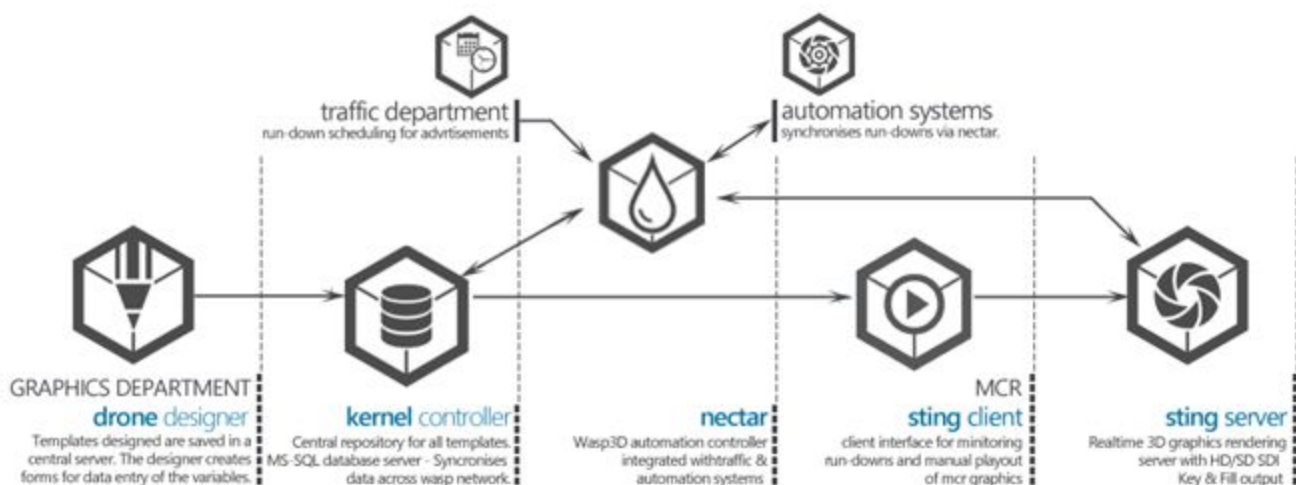 traffic department
run-down scheduling for advrtisements
automation systems
synchronises run-downs via nectar.
GRAPHICS DEPARTMENT
drone designer
Templates designed are saved in a
central server. The designer creates
forms for data entry of the variables.
kernel controller
Central repository for all templates.
MS-SQL database server - Syncronises
data across wasp network.
nectar
Wasp3D automation controller
integrated withtraffic &
automation systems
MCR
sting client
client interface for minitoring
run-downs and manual playout
of mcr graphics
sting server
Realtime 3D graphics rendering
server with HD/SD SDI
Key & Fill output